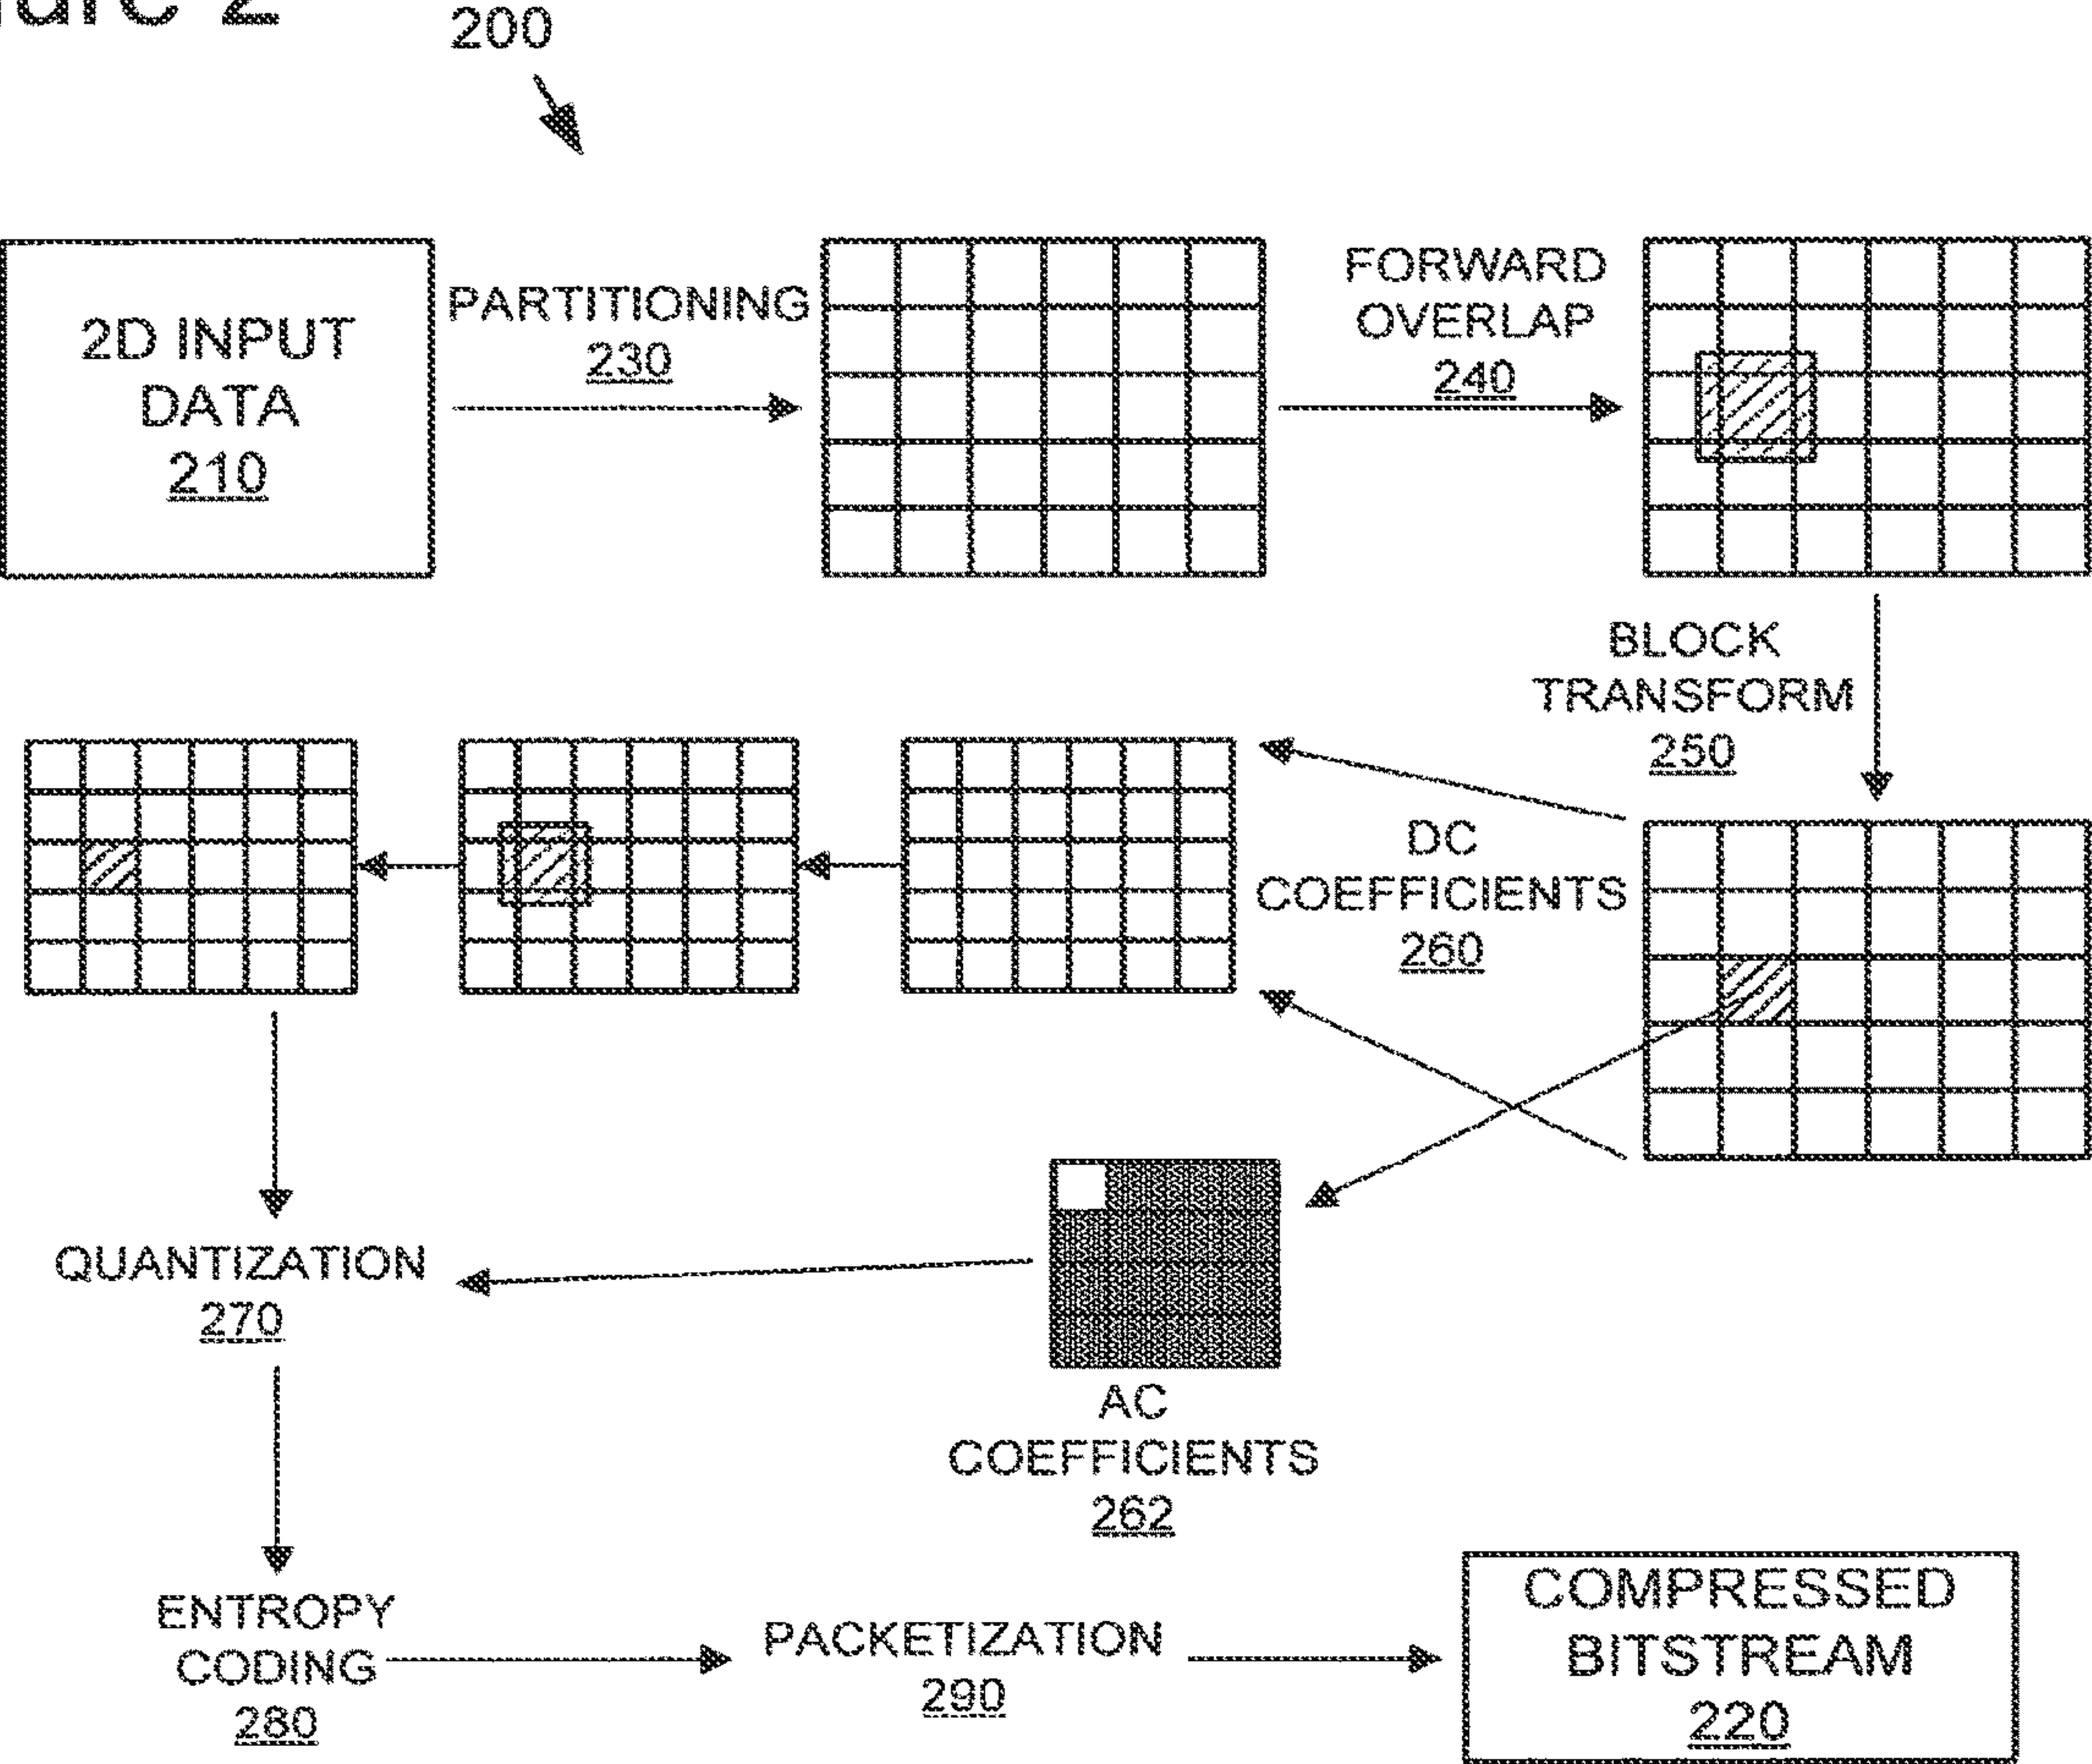 2
200
2D INPUT
DATA
210
PARTITIONING
230
FORWARD
OVERLAP
240
BLOCK
TRANSFORM
250
DC
COEFFICIENTS
260
QUANTIZATION
270
AC
COEFFICIENTS
262
ENTROPY
CODING
280
PACKETIZATION
290
COMPRESSED
BITSTREAM
220